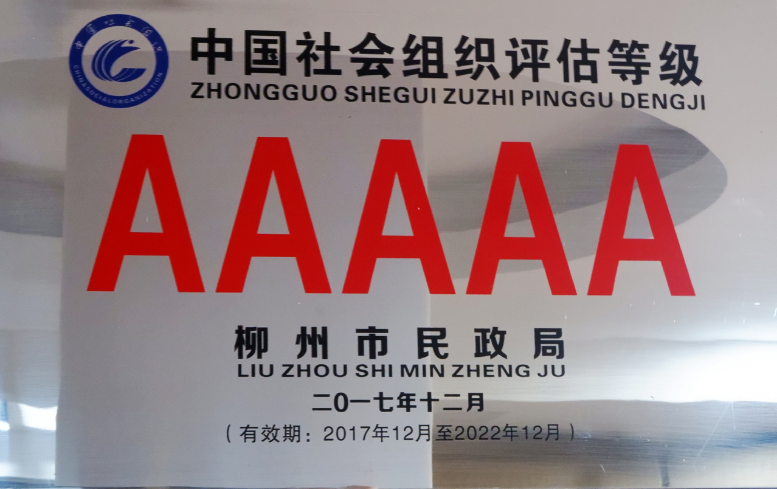 中国社会组织评估等级
ZHONGGUO SHEGUI ZUZHI PINGGU DENGJI
AAAAA
柳州市民政局
LIU ZHOU SHI MIN ZHENG JU
二0一七年十二月
（有效期：2017年12月至2022年12月）
CHINASOCIALORGANIZATION